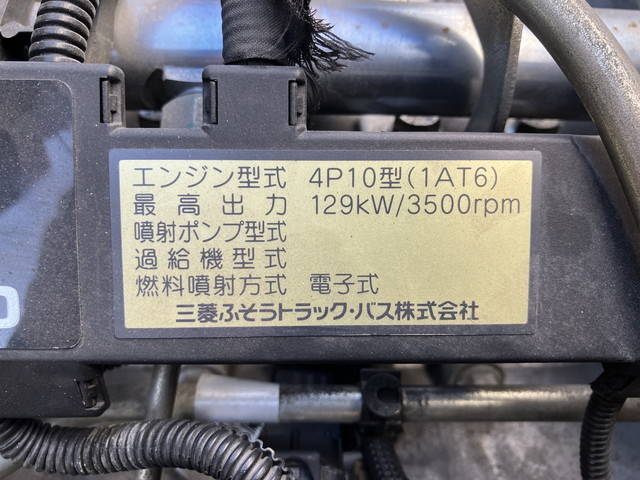 エンジン型式 4P10型(1AT6)
最高出力 129kW/3500rpm
噴射ポンプ型式
過給機型式
燃料噴射方式 電子式
三菱ふそうトラック・バス株式会社